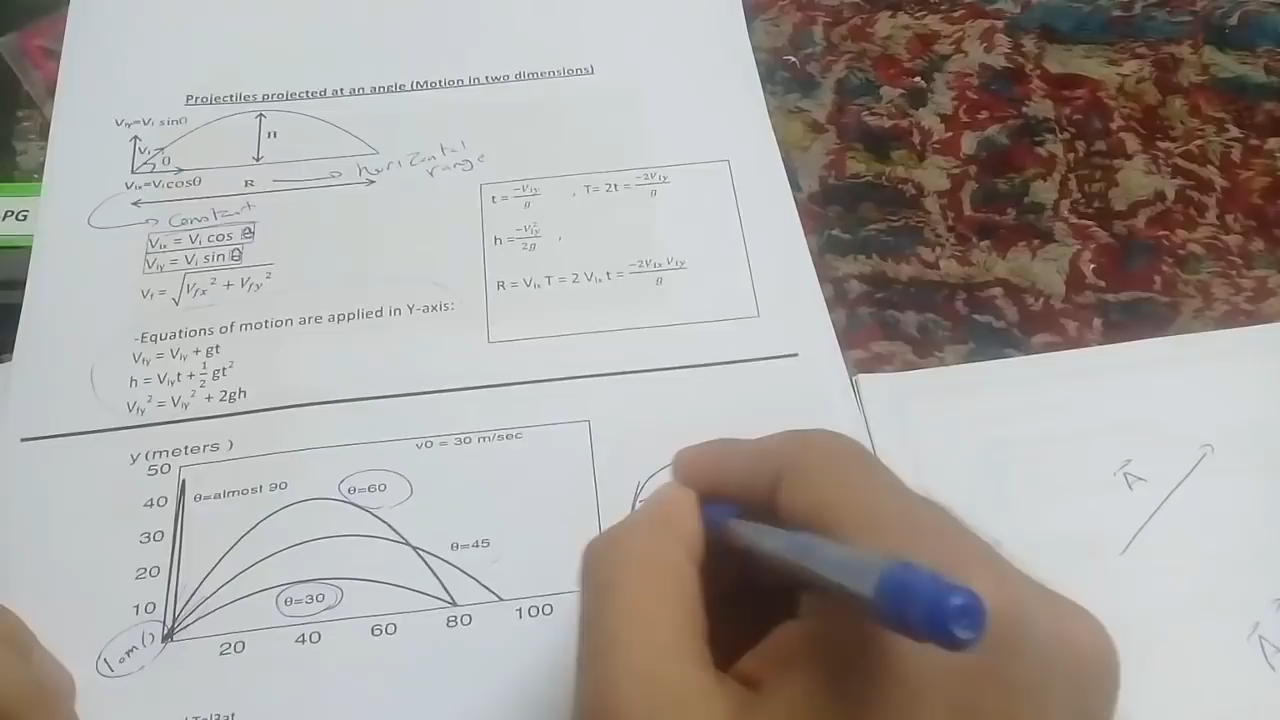 Projectiles projected at an angle (Motion in two dimensions)
Viy=Vi sinθ
Vi
θ
h
Vix=Vi cosθ
R
horizontal
range
PG
Constant
Vix = Vi cos θ
Viy = Vi sin θ
Vf = √Vfx² + Vfy²
t = -Viy/g , T= 2t = -2Viy/g
h = -Viy²/2g ,
R = Vix T = 2 Vix t = -2Vix Viy/g
-Equations of motion are applied in Y-axis:
Vfy = Viy + gt
h = Viyt + 1/2 gt²
Vfy² = Viy² + 2gh
y (meters )
v0 = 30 m/sec
50
40
30
20
10
θ=almost 90
θ=60
θ=45
θ=30
20 40 60 80 100
A
A